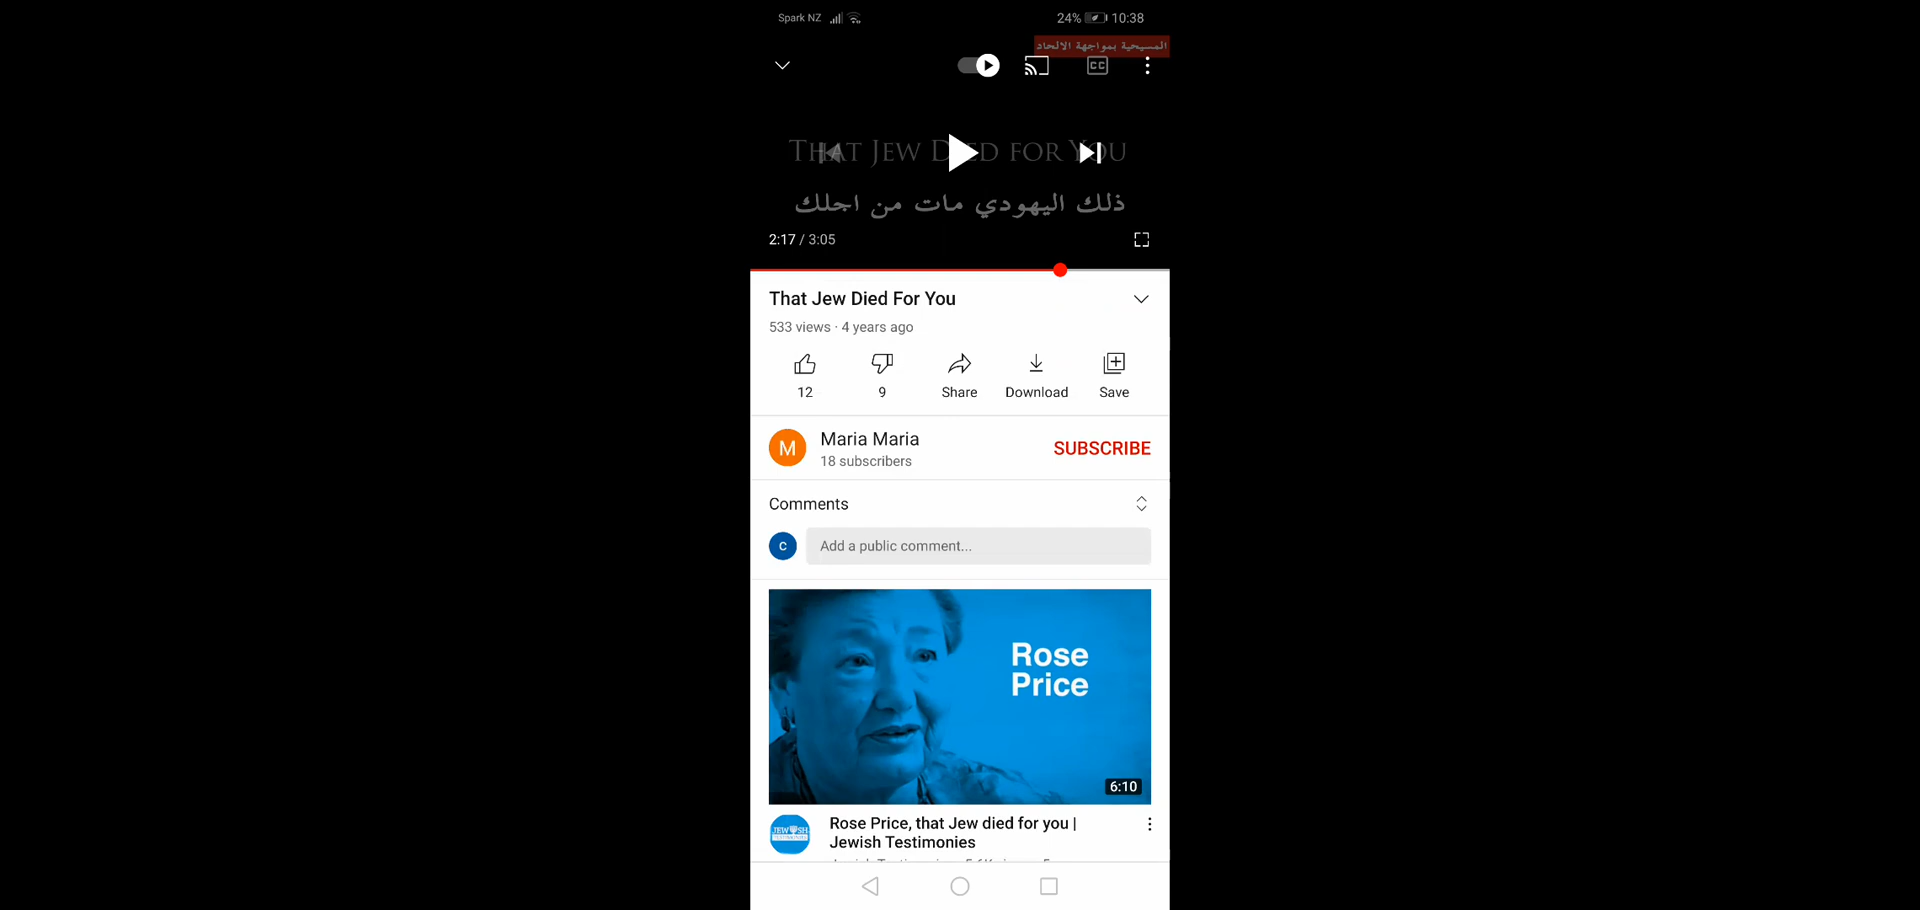 Spark NZ 24% 10:38
المسيحية بمواجهة الالحاد
CC
THAT JEW DIED FOR YOU
ذلك اليهودي مات من اجلك
2:17 / 3:05
That Jew Died For You
533 views · 4 years ago
12 9 Share Download Save
M Maria Maria SUBSCRIBE
18 subscribers
Comments
C Add a public comment...
Rose
Price
6:10
Rose Price, that Jew died for you |
Jewish Testimonies